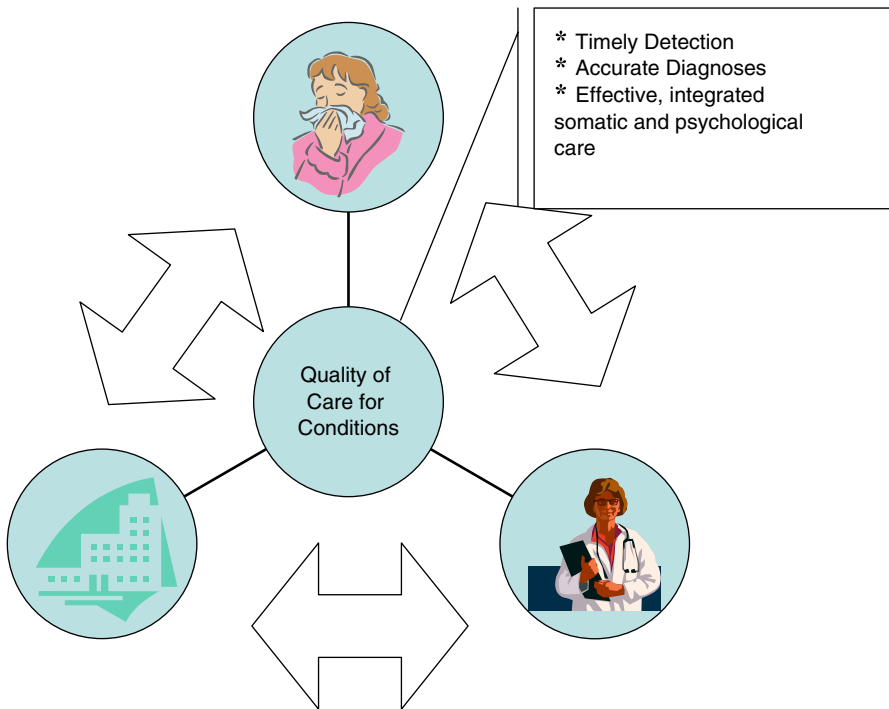 * Timely Detection
* Accurate Diagnoses
* Effective, integrated
somatic and psychological
care
Quality of
Care for
Conditions